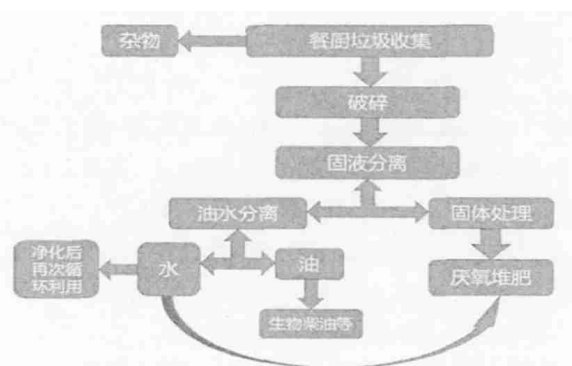 杂物
餐厨垃圾收集
破碎
固液分离
油水分离
固体处理
净化后
再次循
环利用
水
油
厌氧堆肥
生物柴油等